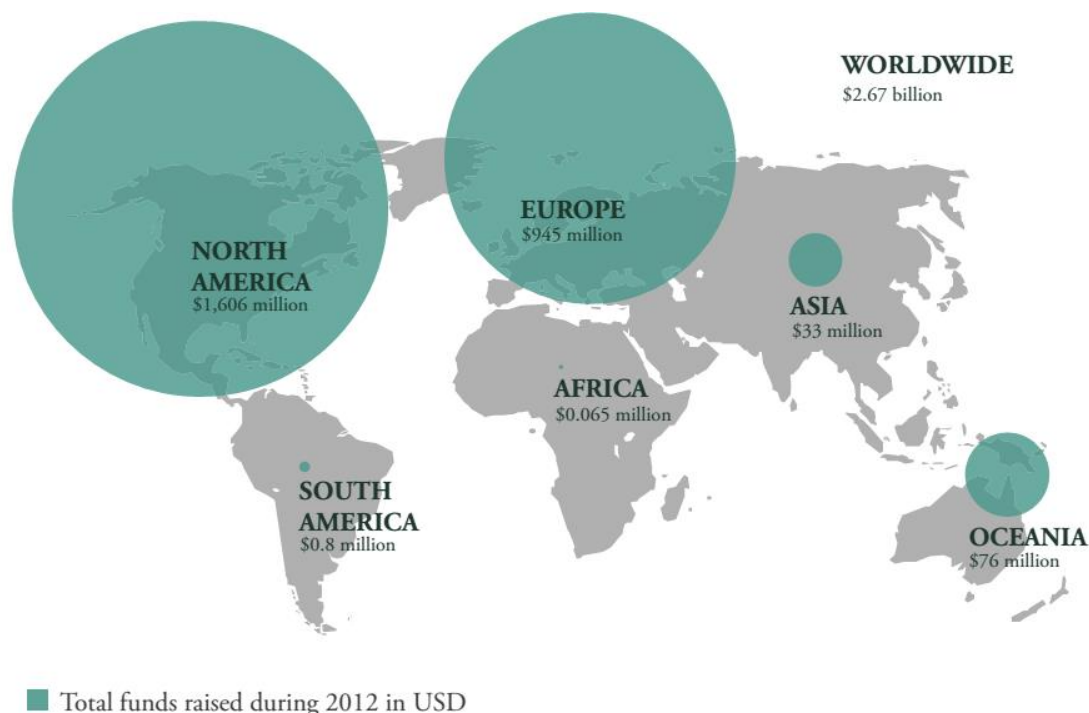 WORLDWIDE
$2.67 billion
EUROPE
$945 million
NORTH
AMERICA
$1,606 million
ASIA
$33 million
AFRICA
$0.065 million
SOUTH
AMERICA
$0.8 million
OCEANIA
$76 million
Total funds raised during 2012 in USD